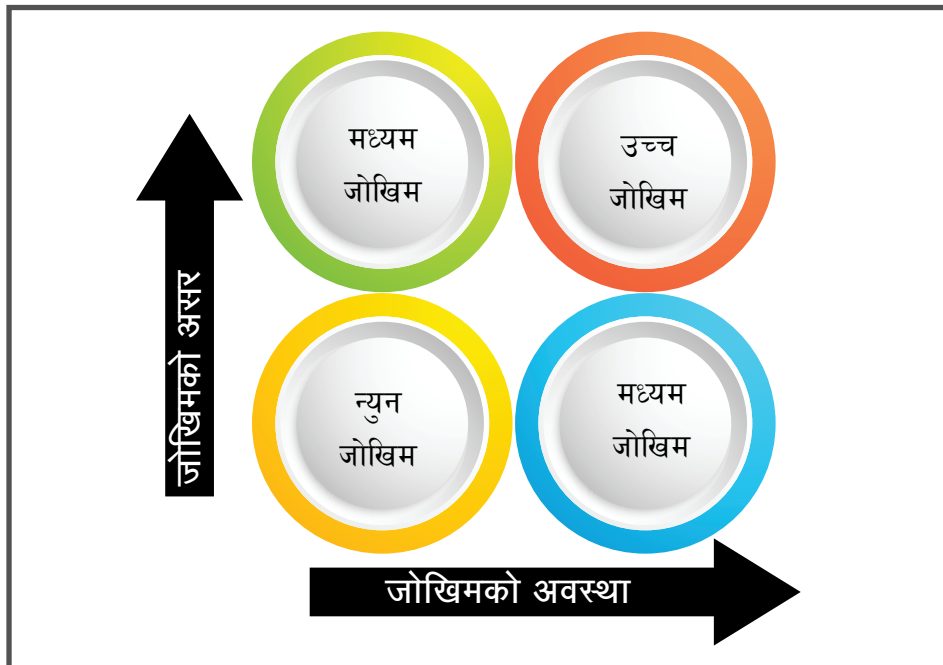 मध्यम
जोखिम
उच्च
जोखिम
जोखिमको असर
न्युन
जोखिम
मध्यम
जोखिम
जोखिमको अवस्था